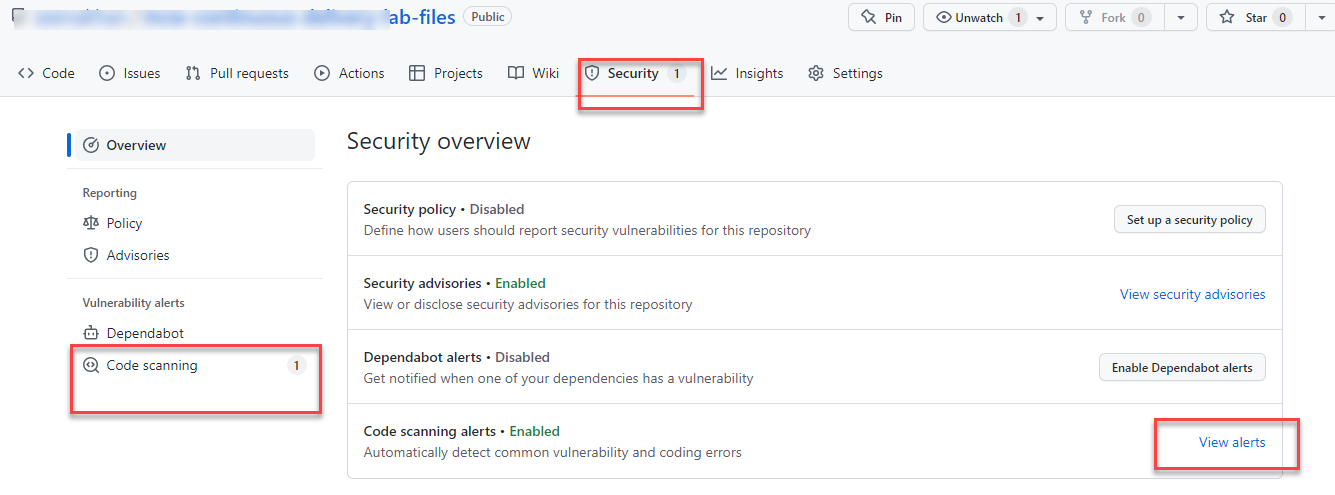 lab-files Public
Pin Unwatch 1 Fork 0 Star 0
Code Issues Pull requests Actions Projects Wiki Security 1 Insights Settings
Overview
Reporting
Policy
Advisories
Vulnerability alerts
Dependabot
Code scanning 1
Security overview
Security policy • Disabled
Define how users should report security vulnerabilities for this repository
Set up a security policy
Security advisories • Enabled
View or disclose security advisories for this repository
View security advisories
Dependabot alerts • Disabled
Get notified when one of your dependencies has a vulnerability
Enable Dependabot alerts
Code scanning alerts • Enabled
Automatically detect common vulnerability and coding errors
View alerts